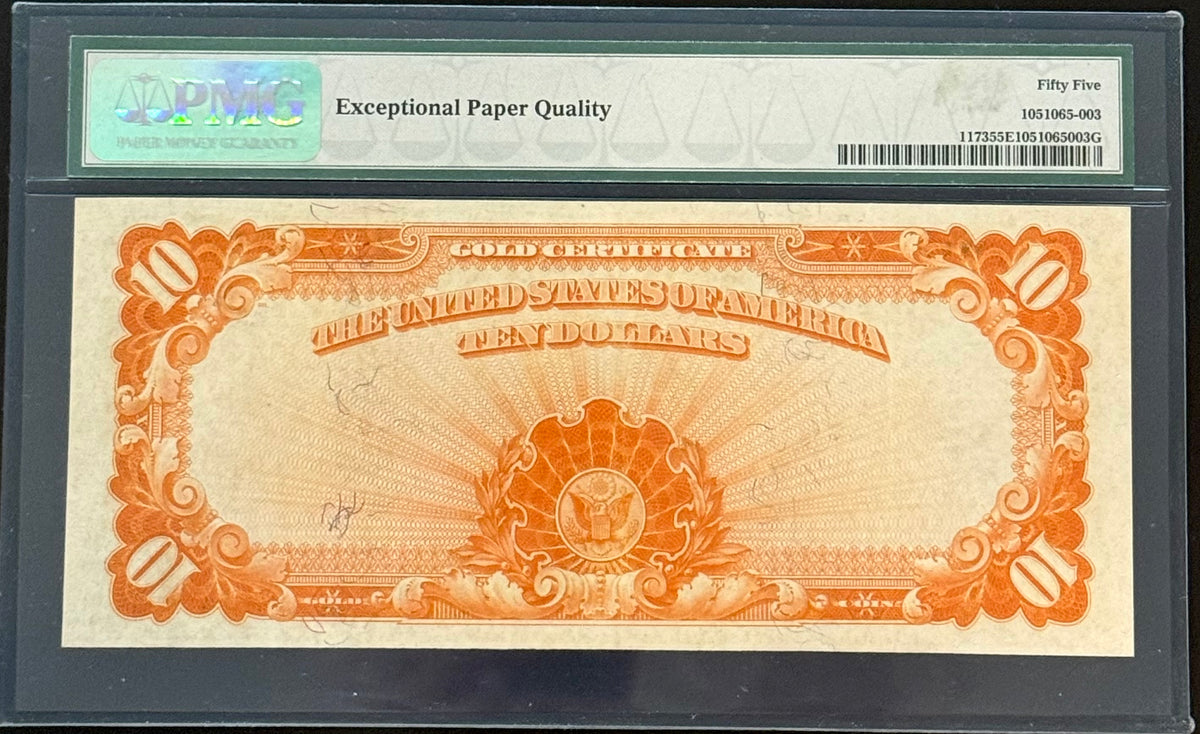 PMG
PAPER MONEY GUARANTY
Exceptional Paper Quality
Fifty Five
1051065-003
117355E1051065003G
10
10
GOLD CERTIFICATE
THE UNITED STATES OF AMERICA
TEN DOLLARS
10
10
GOLD
COIN